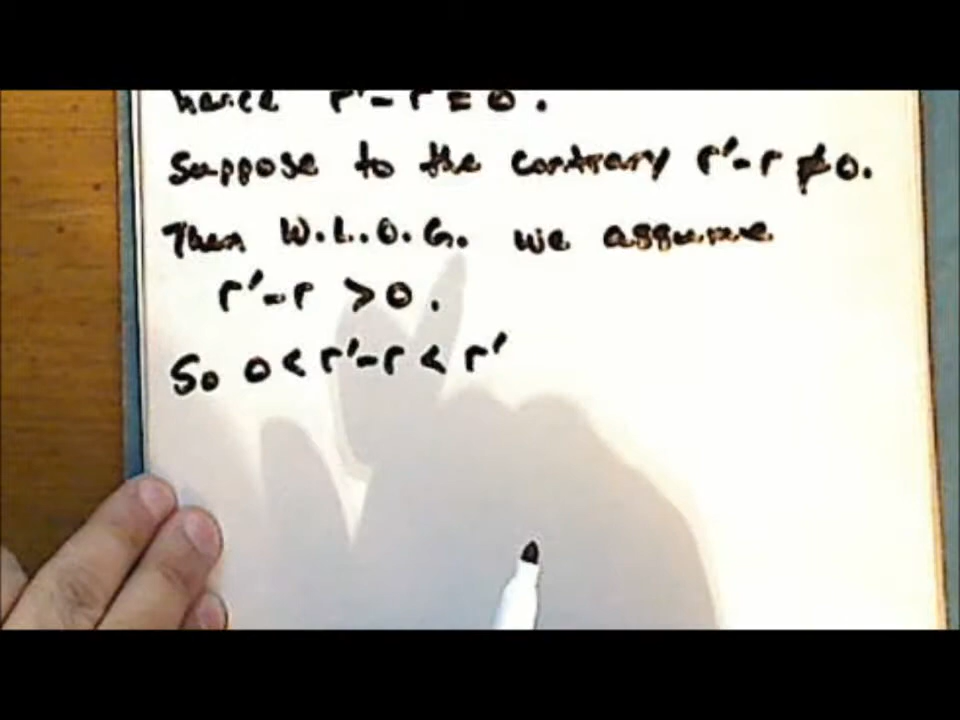 hence r'-r=0.
Suppose to the contrary r'-r ≠0.
Then W.L.O.G. we assume
r'-r >0.
So 0< r'-r < r'